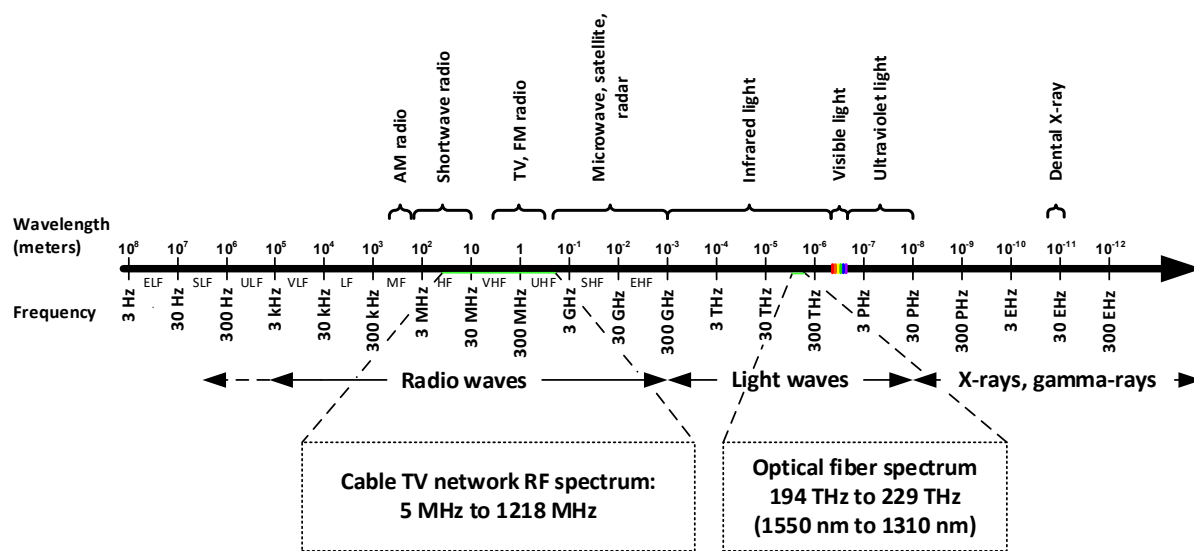 AM radio
Shortwave radio
TV, FM radio
Microwave, satellite,
radar
Infrared light
Visible light
Ultraviolet light
Dental X-ray
Wavelength
(meters)
10⁸ 10⁷ 10⁶ 10⁵ 10⁴ 10³ 10² 10 1 10⁻¹ 10⁻² 10⁻³ 10⁻⁴ 10⁻⁵ 10⁻⁶ 10⁻⁷ 10⁻⁸ 10⁻⁹ 10⁻¹⁰ 10⁻¹¹ 10⁻¹²
ELF SLF ULF VLF LF MF HF VHF UHF SHF EHF
Frequency
3 Hz 30 Hz 300 Hz 3 kHz 30 kHz 300 kHz 3 MHz 30 MHz 300 MHz 3 GHz 30 GHz 300 GHz 3 THz 30 THz 300 THz 3 PHz 30 PHz 300 PHz 3 EHz 30 EHz 300 EHz
Radio waves Light waves X-rays, gamma-rays
Cable TV network RF spectrum:
5 MHz to 1218 MHz
Optical fiber spectrum
194 THz to 229 THz
(1550 nm to 1310 nm)